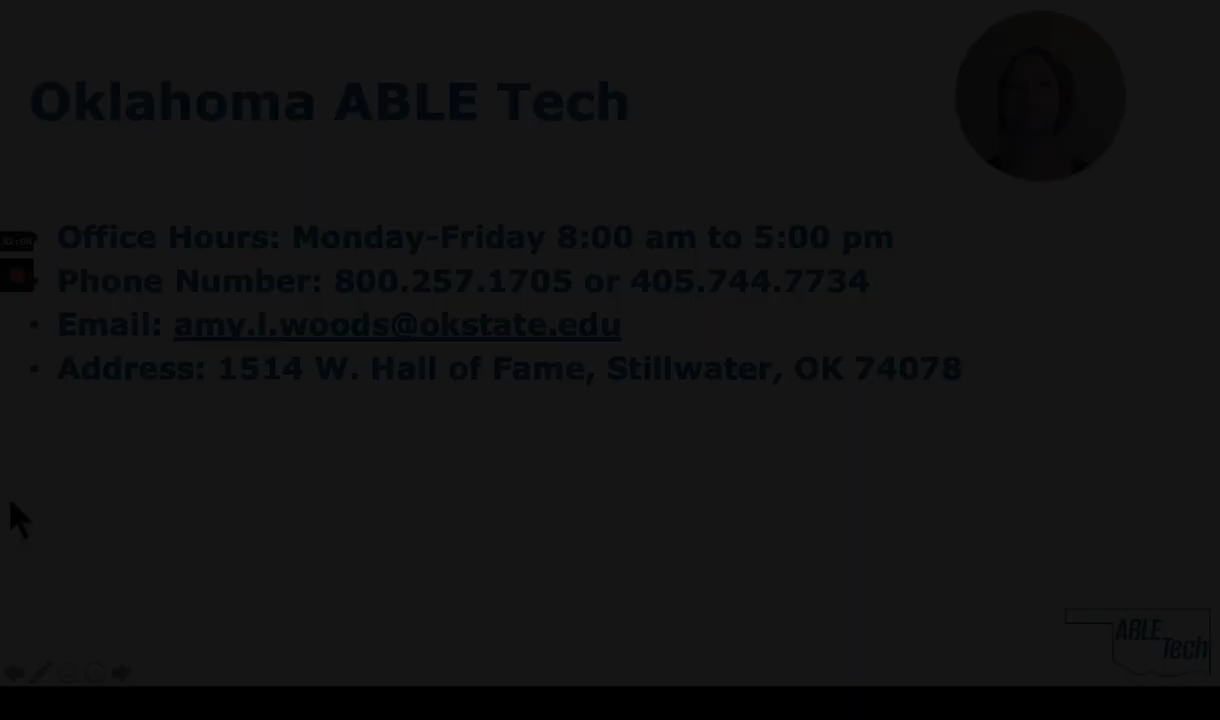 Oklahoma ABLE Tech
• Office Hours: Monday-Friday 8:00 am to 5:00 pm
• Phone Number: 800.257.1705 or 405.744.7734
• Email: amy.l.woods@okstate.edu
• Address: 1514 W. Hall of Fame, Stillwater, OK 74078
ABLE
Tech